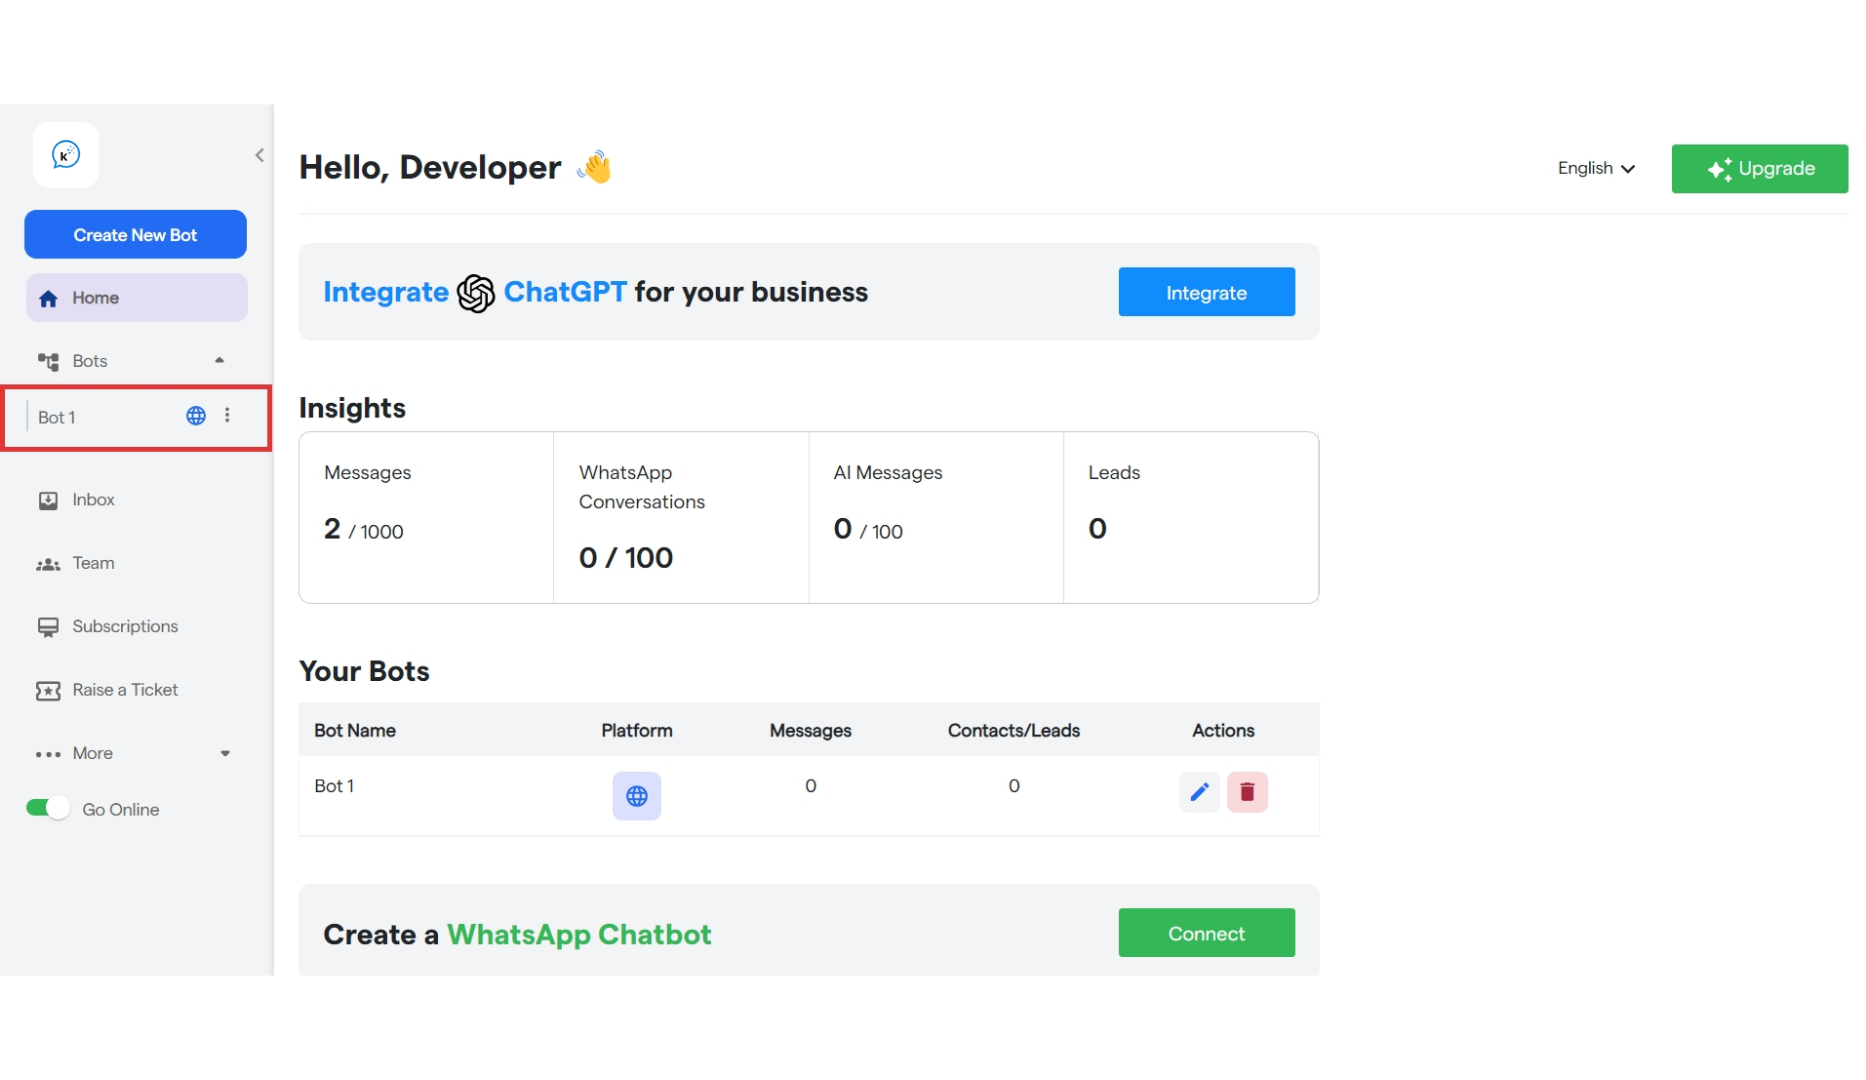 k
Create New Bot
Home
Bots
Bot 1
Inbox
Team
Subscriptions
Raise a Ticket
More
Go Online
Hello, Developer 👋
English
Upgrade
Integrate ChatGPT for your business
Integrate
Insights
Messages
2 / 1000
WhatsApp
Conversations
0 / 100
AI Messages
0 / 100
Leads
0
Your Bots
Bot Name Platform Messages Contacts/Leads Actions
Bot 1 0 0
Create a WhatsApp Chatbot
Connect